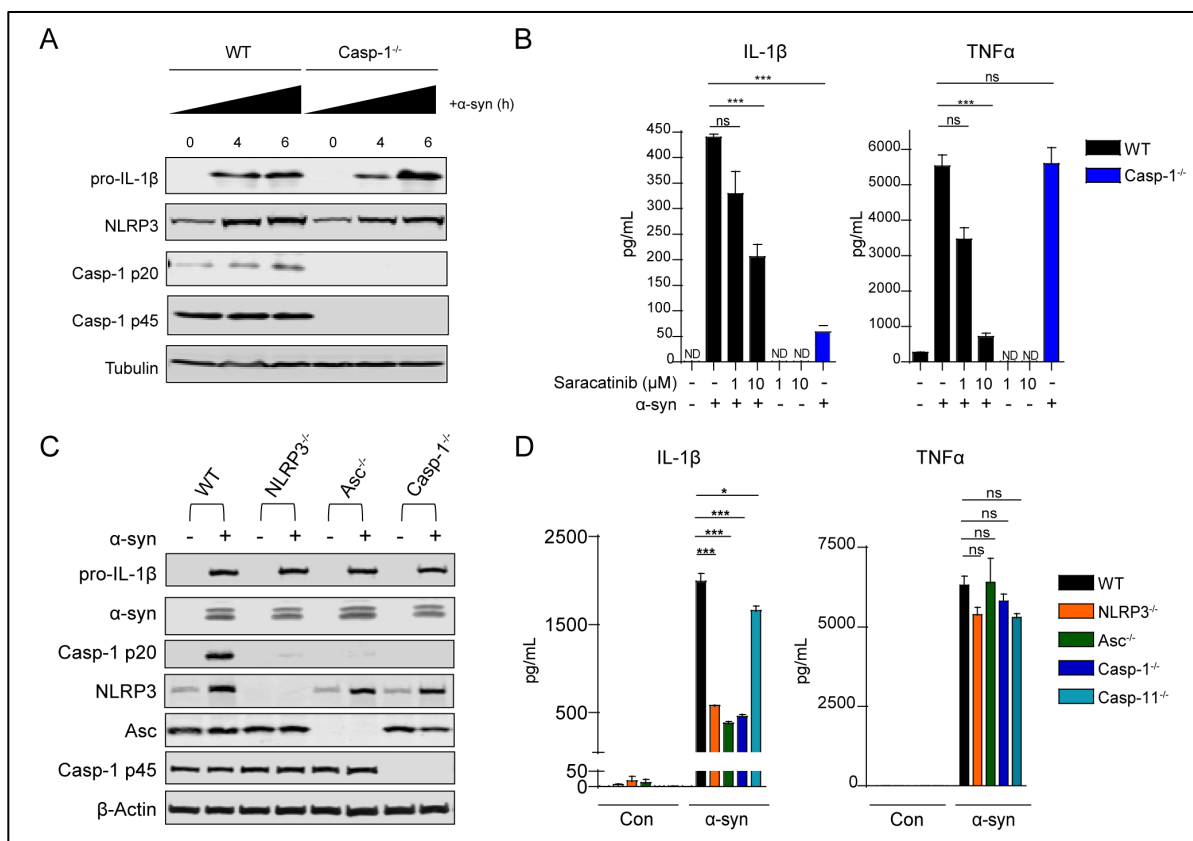 A
WT Casp-1-/-
+α-syn (h)
0 4 6 0 4 6
pro-IL-1β
NLRP3
Casp-1 p20
Casp-1 p45
Tubulin
B
IL-1β
***
***
ns
450
400
350
300
250
200
150
100
50
0
pg/mL
ND ND ND
Saracatinib (µM) - - 1 10 1 10 -
α-syn - + + + - - +
TNFα
ns
***
ns
6000
5000
4000
3000
2000
1000
0
pg/mL
ND ND
- - 1 10 1 10 -
- + + + - - +
WT
Casp-1-/-
C
WT NLRP3-/- Asc-/- Casp-1-/-
α-syn - + - + - + - +
pro-IL-1β
α-syn
Casp-1 p20
NLRP3
Asc
Casp-1 p45
β-Actin
D
IL-1β
*
***
***
***
2500
1500
500
50
0
pg/mL
Con α-syn
TNFα
ns
ns
ns
ns
7500
5000
2500
0
pg/mL
Con α-syn
WT
NLRP3-/-
Asc-/-
Casp-1-/-
Casp-11-/-